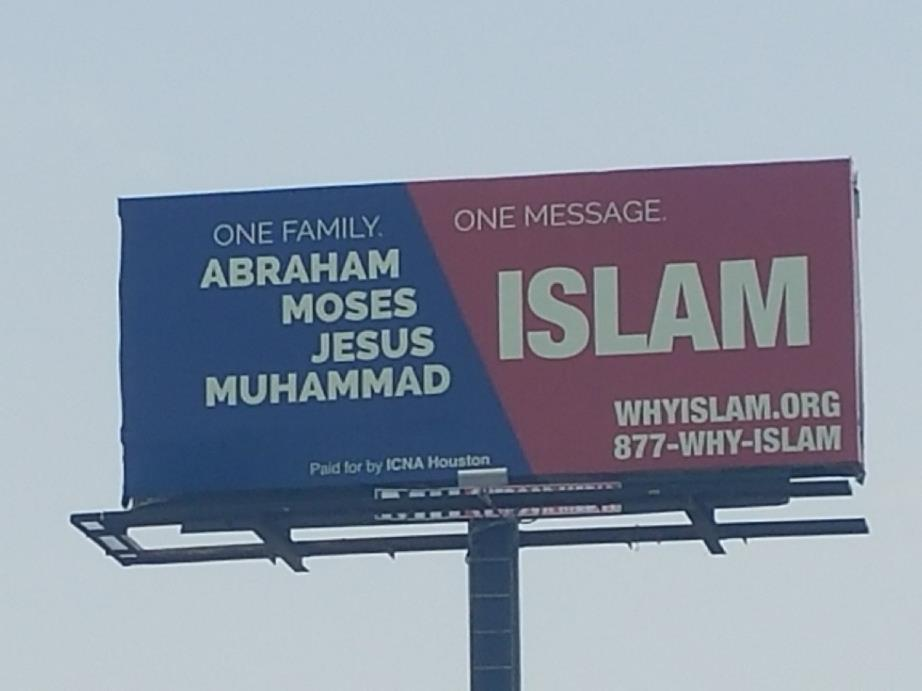 ONE FAMILY.
ABRAHAM
MOSES
JESUS
MUHAMMAD
Paid for by ICNA Houston
ONE MESSAGE.
ISLAM
WHYISLAM.ORG
877-WHY-ISLAM